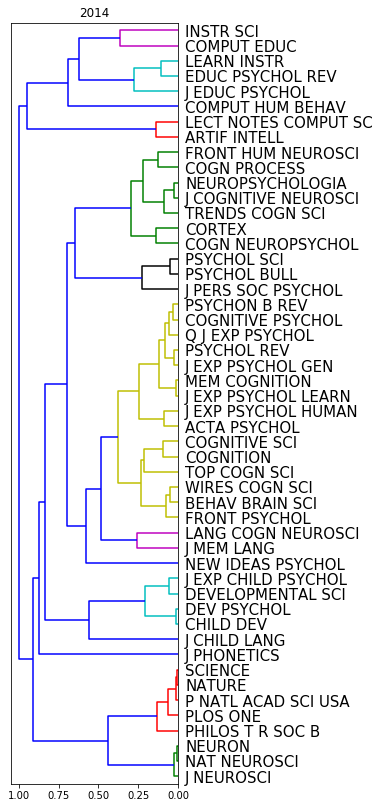 2014
INSTR SCI
COMPUT EDUC
LEARN INSTR
EDUC PSYCHOL REV
J EDUC PSYCHOL
COMPUT HUM BEHAV
LECT NOTES COMPUT SC
ARTIF INTELL
FRONT HUM NEUROSCI
COGN PROCESS
NEUROPSYCHOLOGIA
J COGNITIVE NEUROSCI
TRENDS COGN SCI
CORTEX
COGN NEUROPSYCHOL
PSYCHOL SCI
PSYCHOL BULL
J PERS SOC PSYCHOL
PSYCHON B REV
COGNITIVE PSYCHOL
Q J EXP PSYCHOL
PSYCHOL REV
J EXP PSYCHOL GEN
MEM COGNITION
J EXP PSYCHOL LEARN
J EXP PSYCHOL HUMAN
ACTA PSYCHOL
COGNITIVE SCI
COGNITION
TOP COGN SCI
WIRES COGN SCI
BEHAV BRAIN SCI
FRONT PSYCHOL
LANG COGN NEUROSCI
J MEM LANG
NEW IDEAS PSYCHOL
J EXP CHILD PSYCHOL
DEVELOPMENTAL SCI
DEV PSYCHOL
CHILD DEV
J CHILD LANG
J PHONETICS
SCIENCE
NATURE
P NATL ACAD SCI USA
PLOS ONE
PHILOS T R SOC B
NEURON
NAT NEUROSCI
J NEUROSCI
1.00 0.75 0.50 0.25 0.00